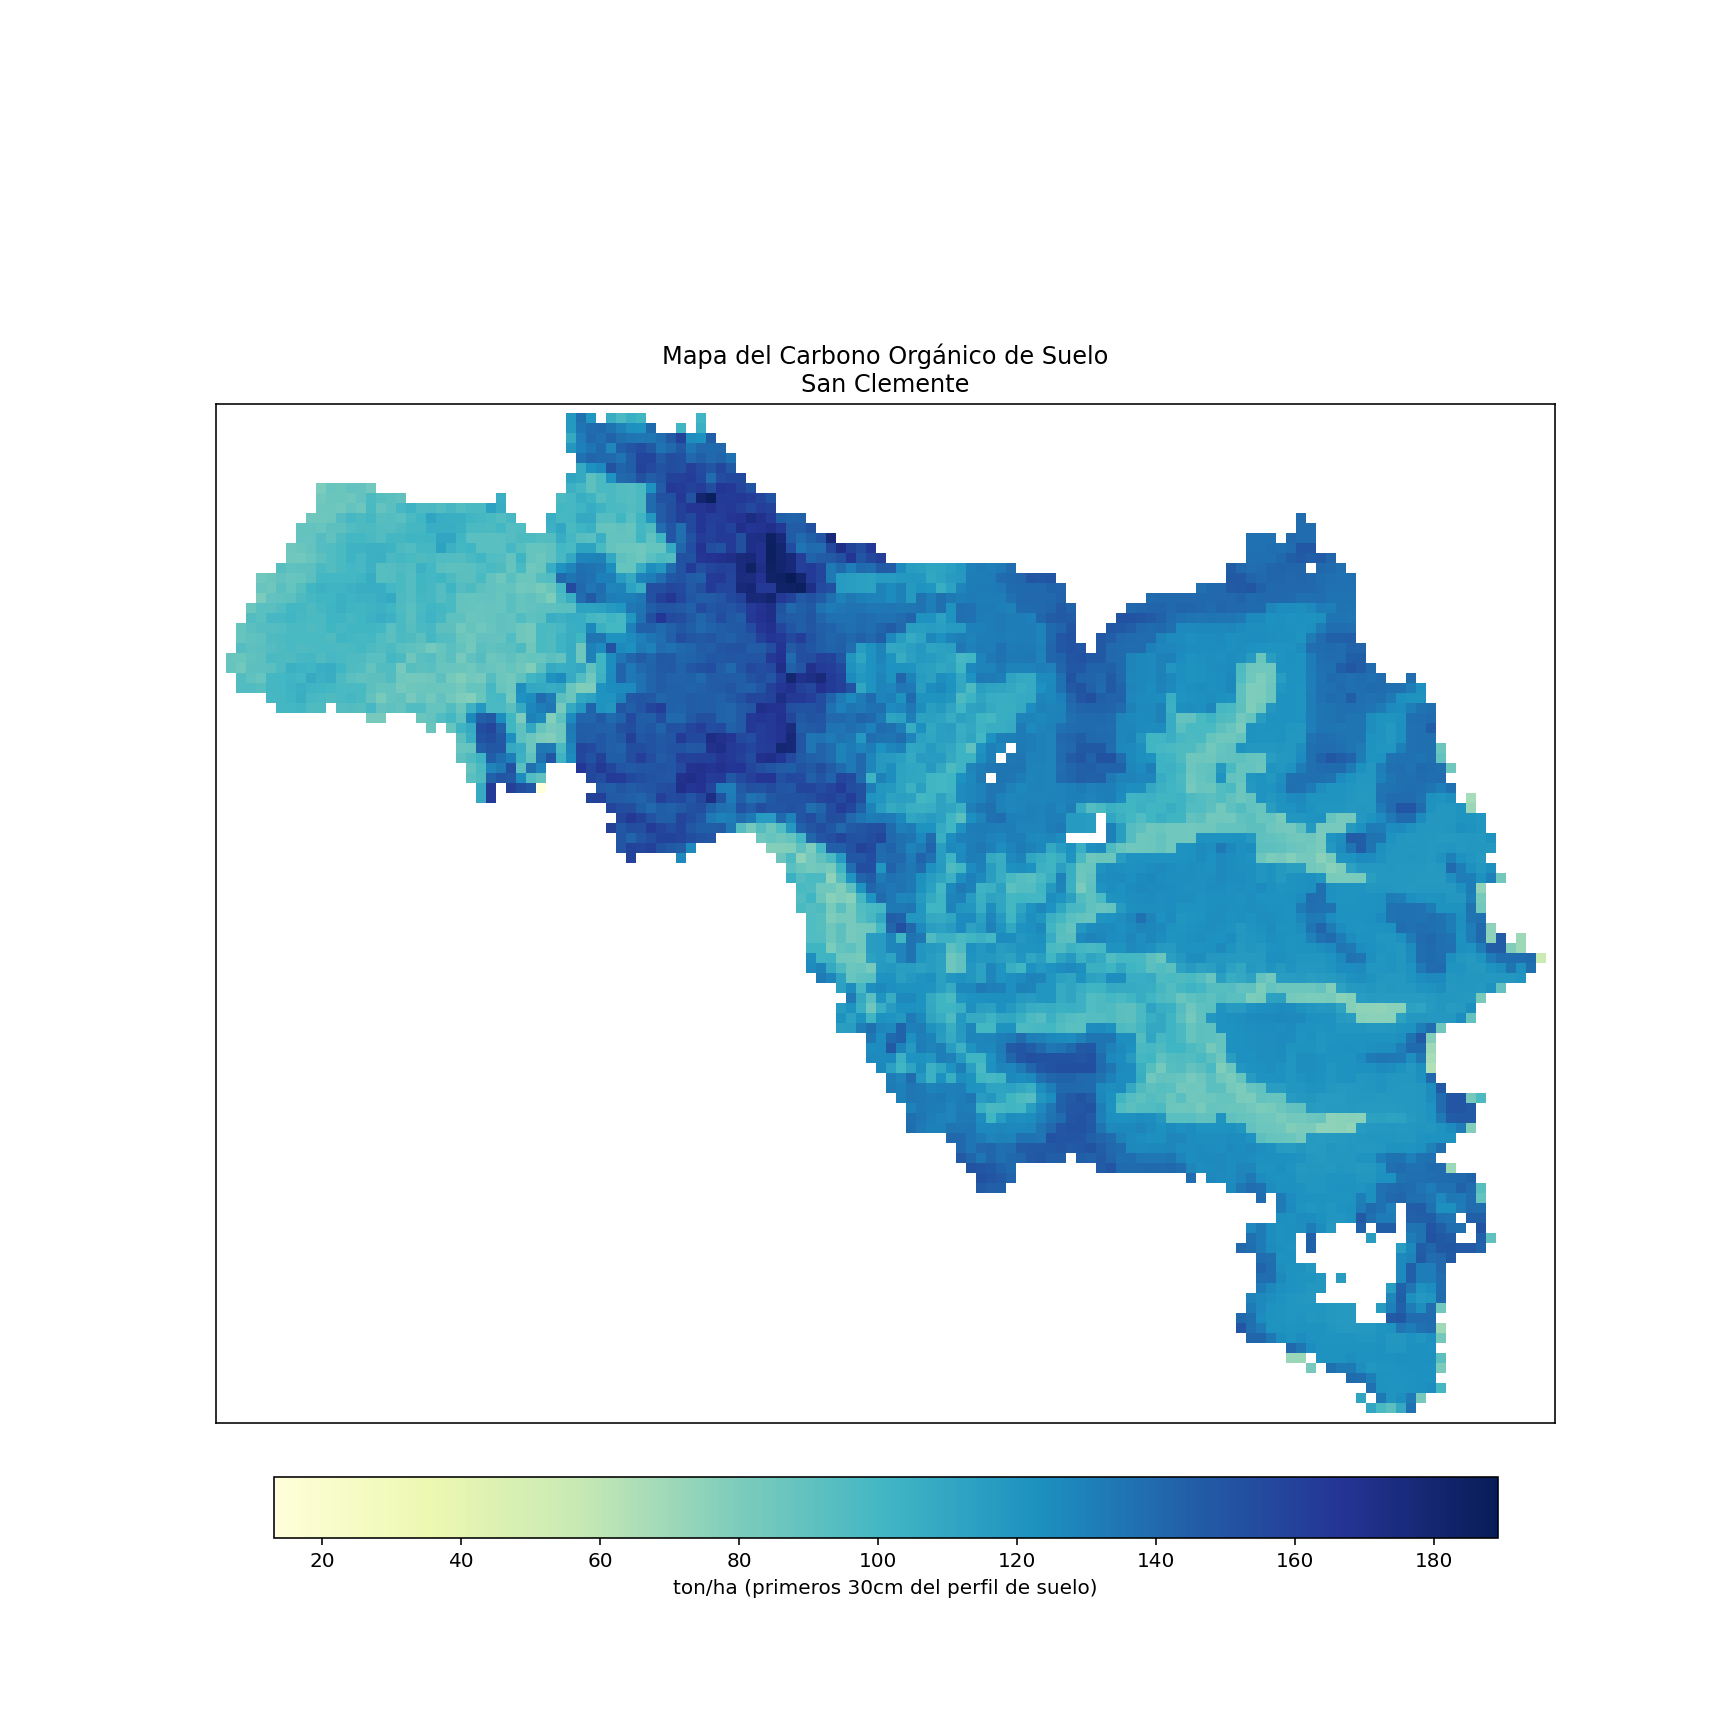 Mapa del Carbono Orgánico de Suelo
San Clemente
20 40 60 80 100 120 140 160 180
ton/ha (primeros 30cm del perfil de suelo)